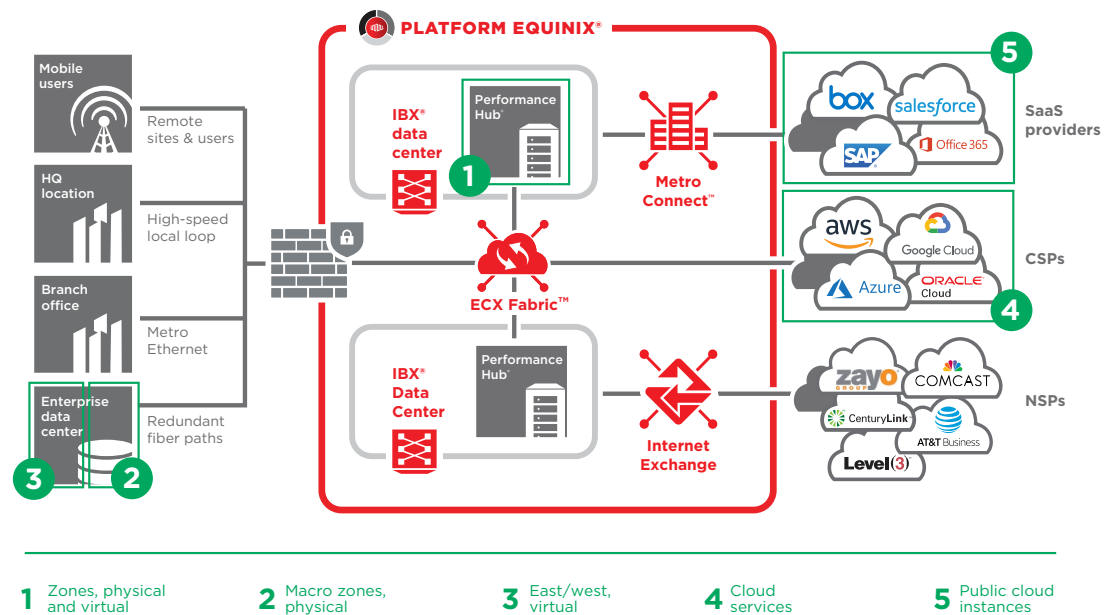 PLATFORM EQUINIX®
5
Mobile
users
Remote
sites & users
IBX®
data
center
Performance
Hub
1
Metro
Connect™
box
salesforce
SAP
Office 365
SaaS
providers
HQ
location
High-speed
local loop
ECX Fabric™
aws
Google Cloud
Azure
ORACLE
Cloud
CSPs
4
Branch
office
Metro
Ethernet
Enterprise
data
center
Redundant
fiber paths
3
2
IBX®
Data
Center
Performance
Hub
Internet
Exchange
zayo
GROUP
COMCAST
CenturyLink
AT&T Business
Level(3)
NSPs
1 Zones, physical
and virtual
2 Macro zones,
physical
3 East/west,
virtual
4 Cloud
services
5 Public cloud
instances